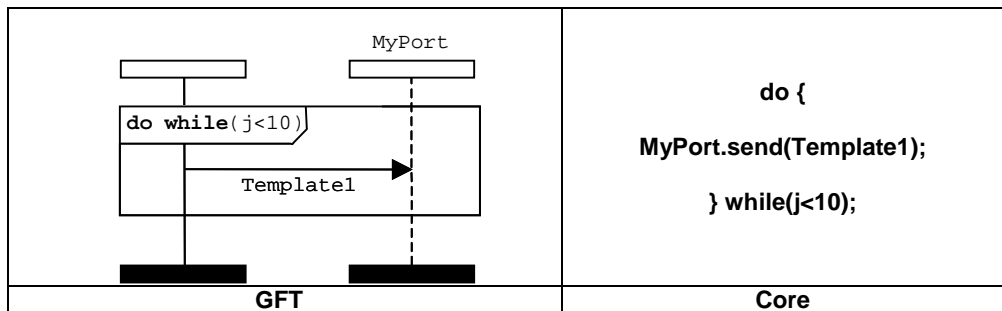 MyPort
do while(j<10)
Template1
do {
MyPort.send(Template1);
} while(j<10);
GFT
Core